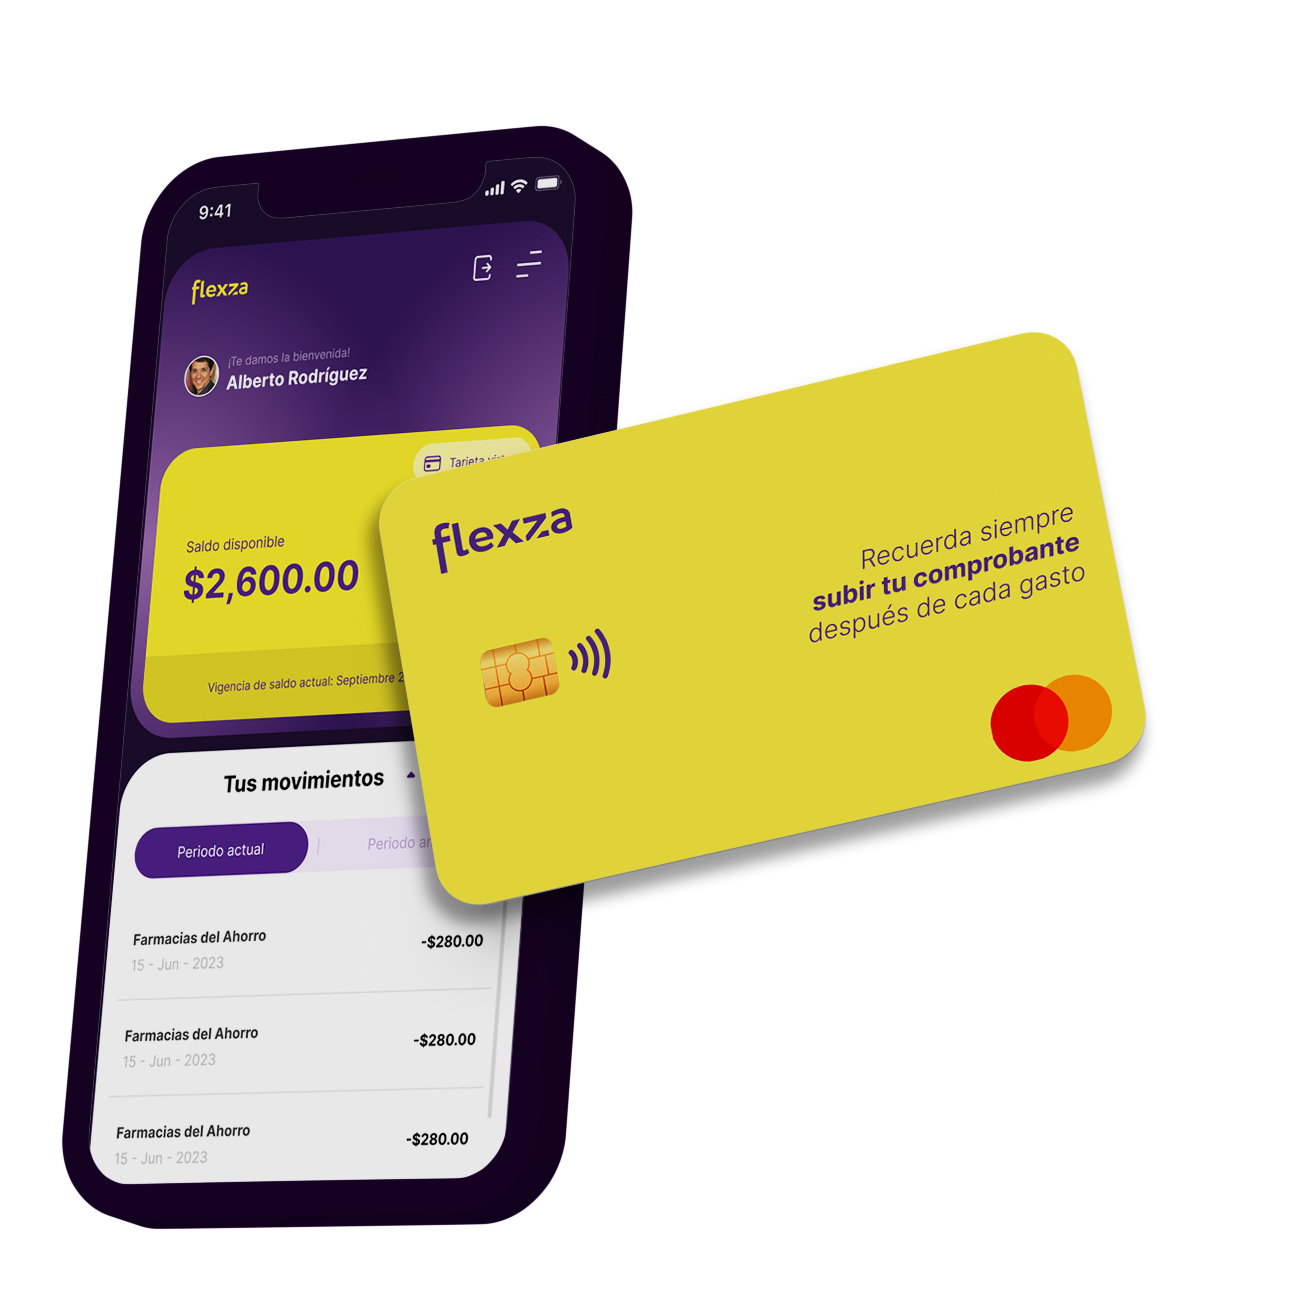 9:41
flexza
¡Te damos la bienvenida!
Alberto Rodríguez
Tarjeta
Saldo disponible
$2,600.00
Vigencia de saldo actual: Septiembre
Tus movimientos
Periodo actual
Periodo
Farmacias del Ahorro
-$280.00
15 - Jun - 2023
Farmacias del Ahorro
-$280.00
15 - Jun - 2023
Farmacias del Ahorro
-$280.00
15 - Jun - 2023
flexza
Recuerda siempre
subir tu comprobante
después de cada gasto